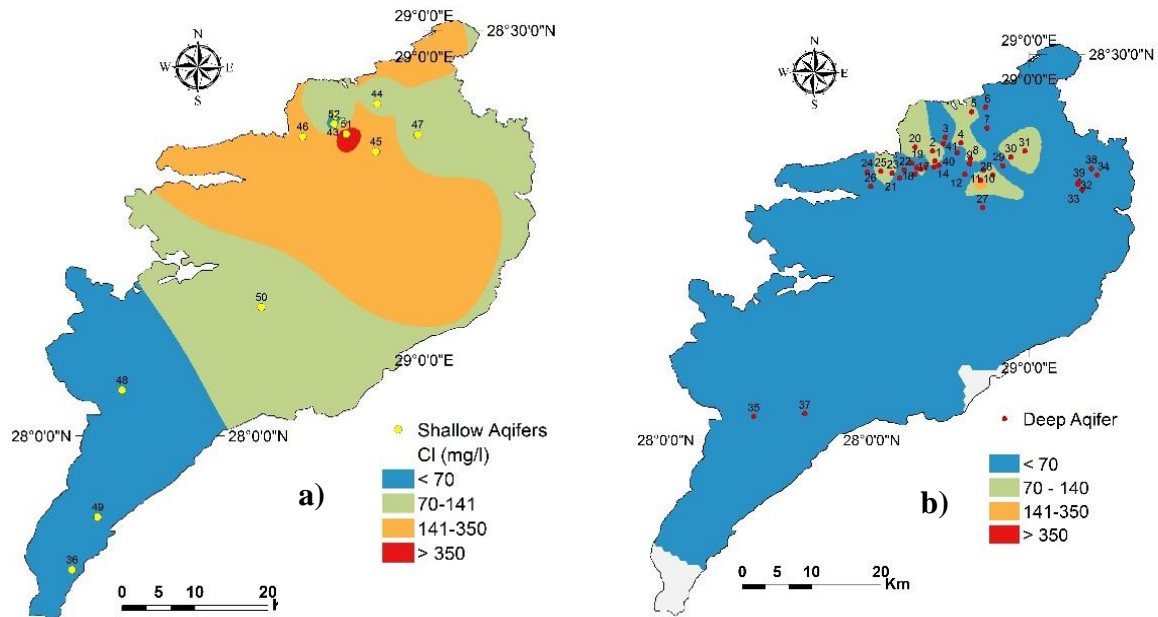 29°0'0"E
28°30'0"N
29°0'0"E
N
W E
S
44
52
43 51
46
45
47
50
29°0'0"E
48
28°0'0"N
28°0'0"N
Shallow Aqifers
Cl (mg/l)
< 70
70-141
141-350
> 350
a)
49
36
0 5 10 20
29°0'0"E
28°30'0"N
29°0'0"E
N
W E
S
5 6
7
3 4
20 2 41
1
19 9 8
40
30 31
29
28
24 25 23 22
17
14
12
11 10
26
21
18
27
38
34
39
32
33
29°0'0"E
35
37
28°0'0"N
28°0'0"N
Deep Aqifer
< 70
70 - 140
141-350
> 350
b)
0 5 10 20
Km